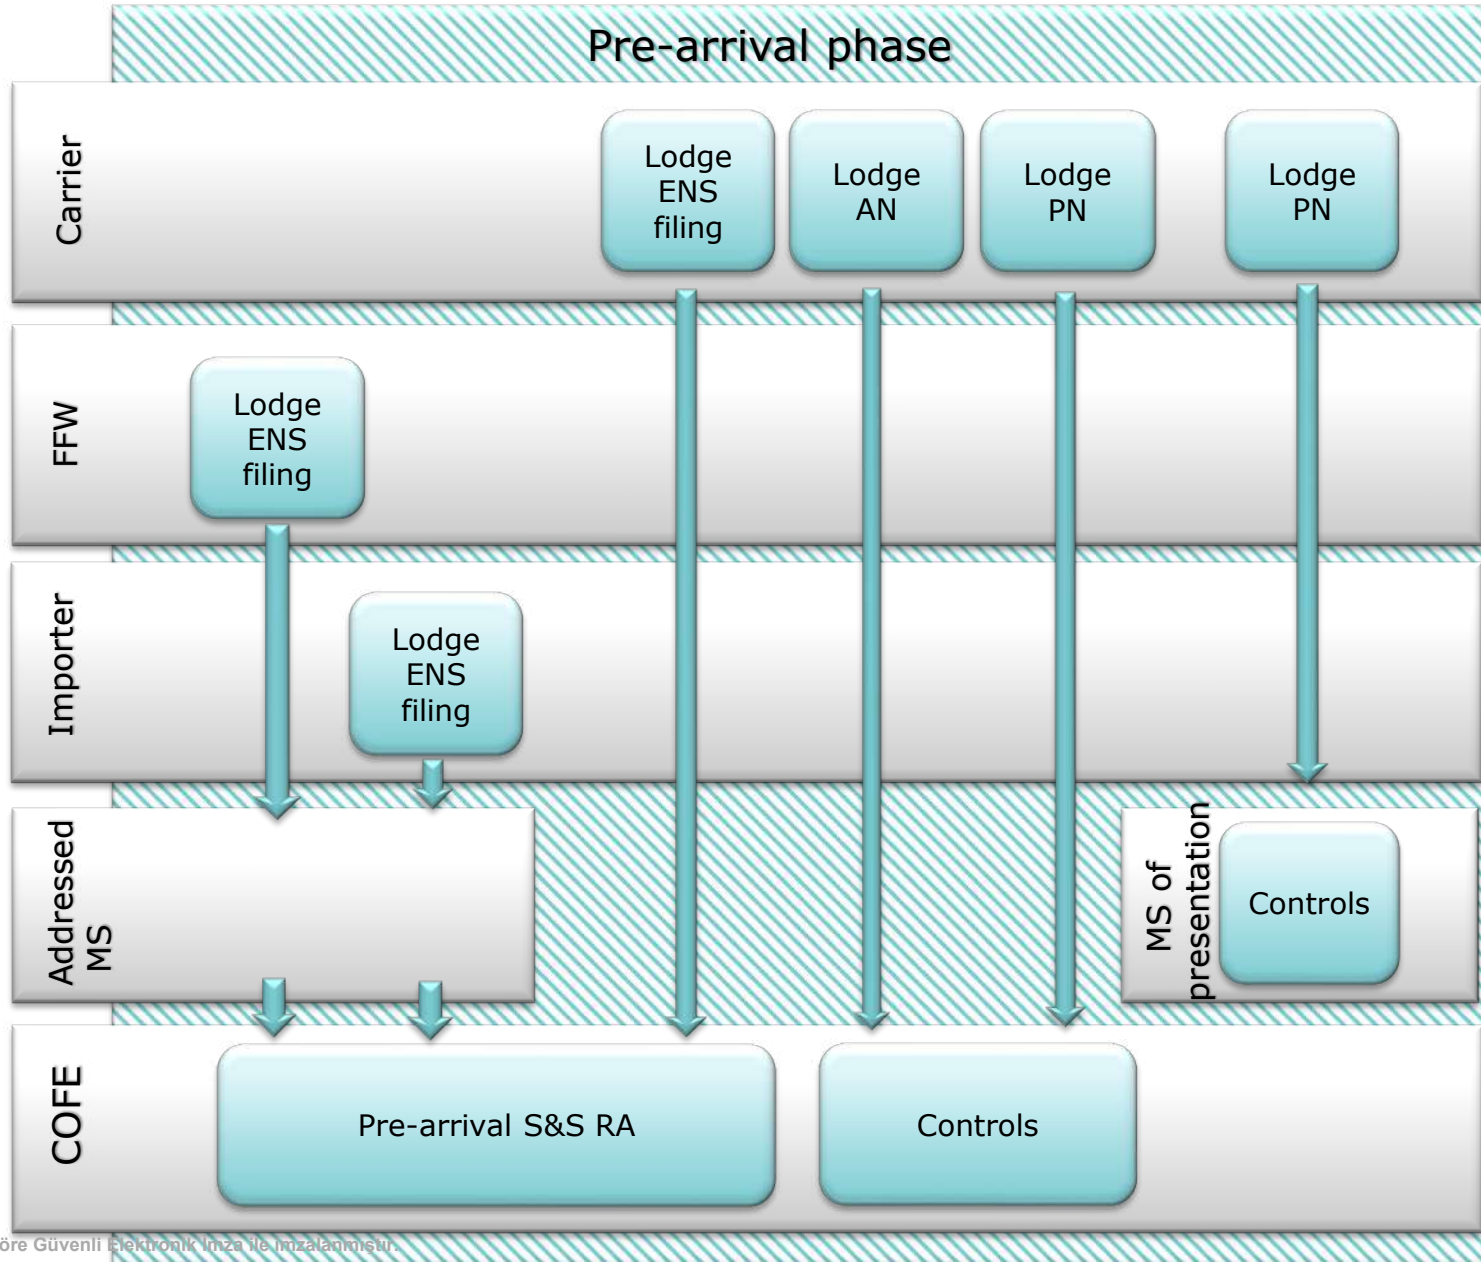 Pre-arrival phase
Carrier
Lodge
ENS
filing
Lodge
AN
Lodge
PN
Lodge
PN
FFW
Lodge
ENS
filing
Importer
Lodge
ENS
filing
Addressed
MS
MS of
presentation
Controls
COFE
Pre-arrival S&S RA
Controls
öre Güvenli Elektronik İmza ile imzalanmıştır.